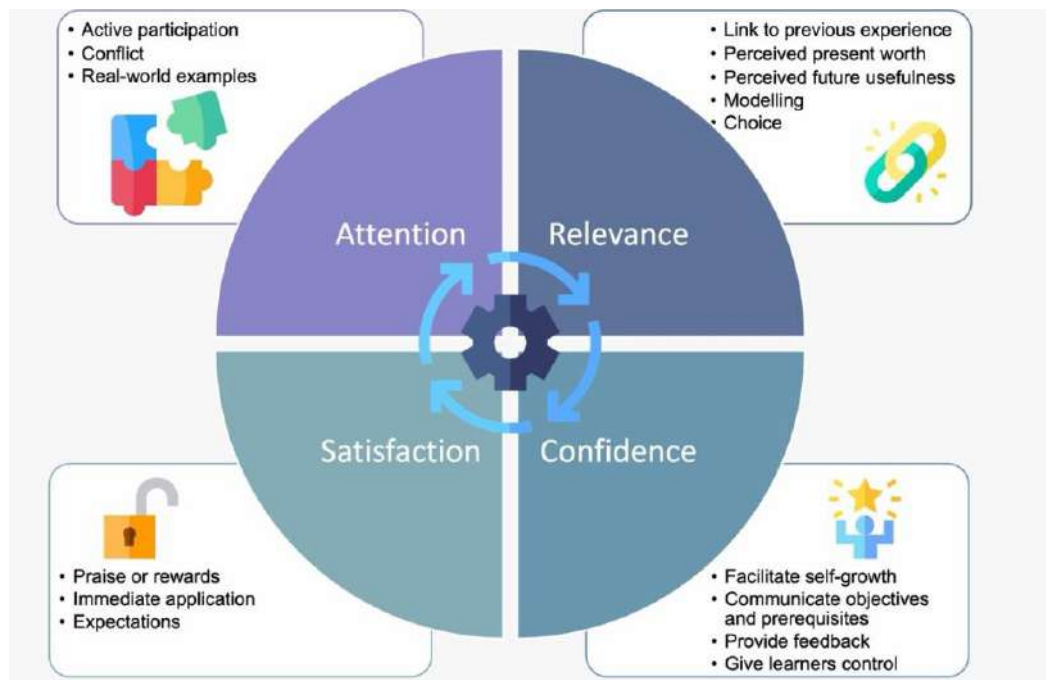 • Active participation
• Conflict
• Real-world examples
• Link to previous experience
• Perceived present worth
• Perceived future usefulness
• Modelling
• Choice
Attention
Relevance
Satisfaction
Confidence
• Praise or rewards
• Immediate application
• Expectations
• Facilitate self-growth
• Communicate objectives
and prerequisites
• Provide feedback
• Give learners control